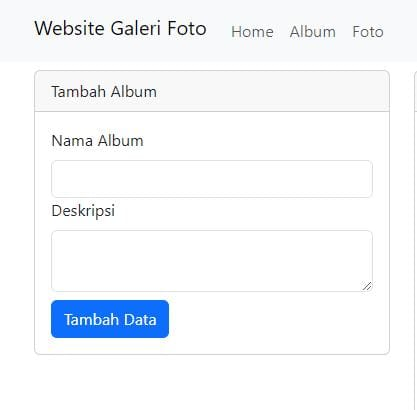 Website Galeri Foto Home Album Foto
Tambah Album
Nama Album
Deskripsi
Tambah Data